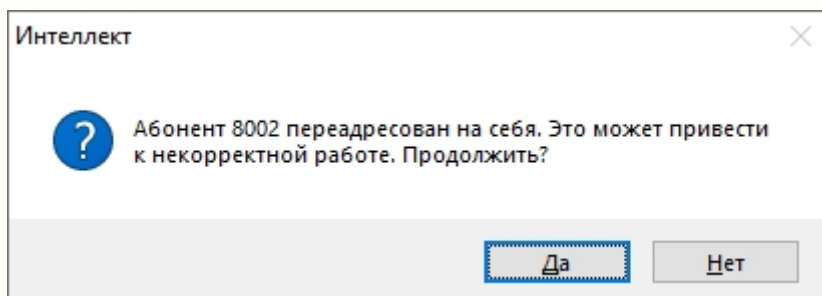 Интеллект
Абонент 8002 переадресован на себя. Это может привести
к некорректной работе. Продолжить?
Да
Нет